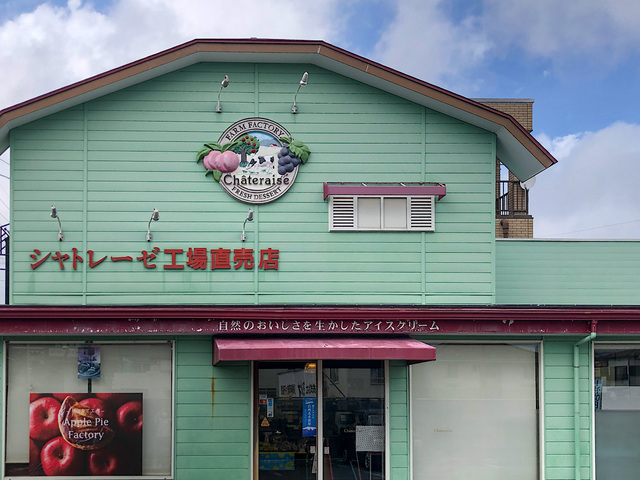 FARM FACTORY
Châteraisé
FRESH DESSERT
シャトレーゼ工場直売店
自然のおいしさを生かしたアイスクリーム
Apple Pie
Factory